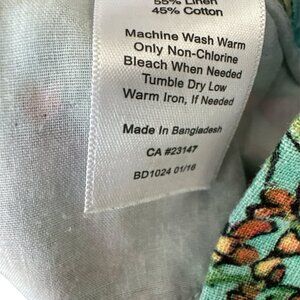 55% Linen
45% Cotton
Machine Wash Warm
Only Non-Chlorine
Bleach When Needed
Tumble Dry Low
Warm Iron, If Needed
Made In Bangladesh
CA #23147
BD1024 01/16